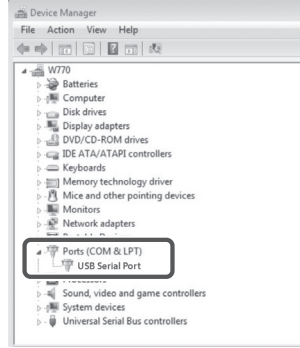 Device Manager
File Action View Help
W770
Batteries
Computer
Disk drives
Display adapters
DVD/CD-ROM drives
IDE ATA/ATAPI controllers
Keyboards
Memory technology driver
Mice and other pointing devices
Monitors
Network adapters
Ports (COM & LPT)
USB Serial Port
Sound, video and game controllers
System devices
Universal Serial Bus controllers